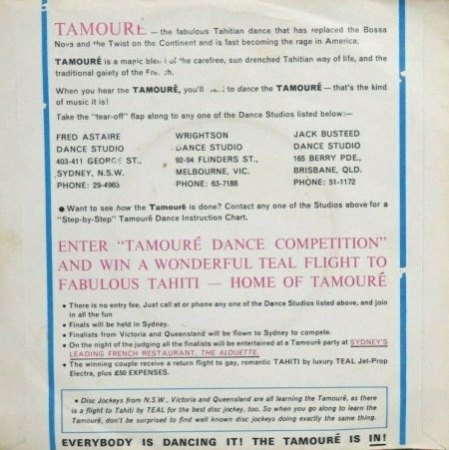 TAMOURÉ — the fabulous Tahitian dance that has replaced the Bossa
Nova and the Twist on the Continent and is fast becoming the rage in America.
TAMOURÉ is a magic of the carefree, sun drenched Tahitian way of life, and the
traditional gaiety of the
When you hear the TAMOURÉ, you'll to dance the TAMOURÉ — that's the kind
of music it is!
Take the "tear-off" flap along to any one of the Dance Studios listed below:—
FRED ASTAIRE WRIGHTSON JACK BUSTEED
DANCE STUDIO DANCE STUDIO DANCE STUDIO
403-411 GEORGE ST., 92-94 FLINDERS ST., 165 BERRY PDE.,
SYDNEY, N.S.W. MELBOURNE, VIC. BRISBANE, QLD.
PHONE: 29-4963 PHONE: 63-7188 PHONE: 51-1172
● Want to see how the Tamouré is done? Contact any one of the Studios above for a
"Step-by-Step" Tamouré Dance Instruction Chart.
ENTER "TAMOURÉ DANCE COMPETITION"
AND WIN A WONDERFUL TEAL FLIGHT TO
FABULOUS TAHITI — HOME OF TAMOURÉ
● There is no entry fee. Just call at or phone any one of the Dance Studios listed above, and join
in all the fun
● Finals will be held in Sydney.
● Finalists from Victoria and Queensland will be flown to Sydney to compete.
● On the night of the judging all the finalists will be entertained at a Tamouré party at SYDNEY'S
LEADING FRENCH RESTAURANT, THE ALOUETTE.
● The winning couple receive a return flight to gay, romantic TAHITI by luxury TEAL Jet-Prop
Electra, plus £50 EXPENSES.
● Disc Jockeys from N.S.W., Victoria and Queensland are all learning the Tamouré, as there
is a flight to Tahiti by TEAL for the best disc jockey, too. So when you go along to learn the
Tamouré, don't be surprised to find well known disc jockeys doing exactly the same thing.
EVERYBODY IS DANCING IT! THE TAMOURÉ IS IN!